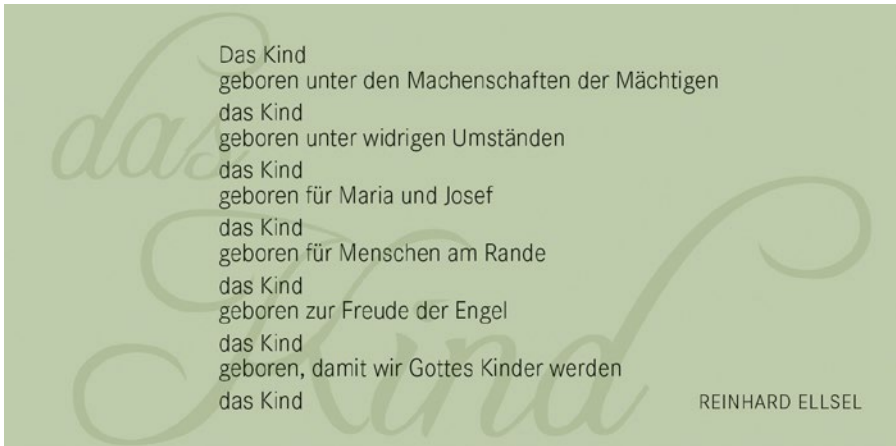 das
Kind
Das Kind
geboren unter den Machenschaften der Mächtigen
das Kind
geboren unter widrigen Umständen
das Kind
geboren für Maria und Josef
das Kind
geboren für Menschen am Rande
das Kind
geboren zur Freude der Engel
das Kind
geboren, damit wir Gottes Kinder werden
das Kind
REINHARD ELLSEL